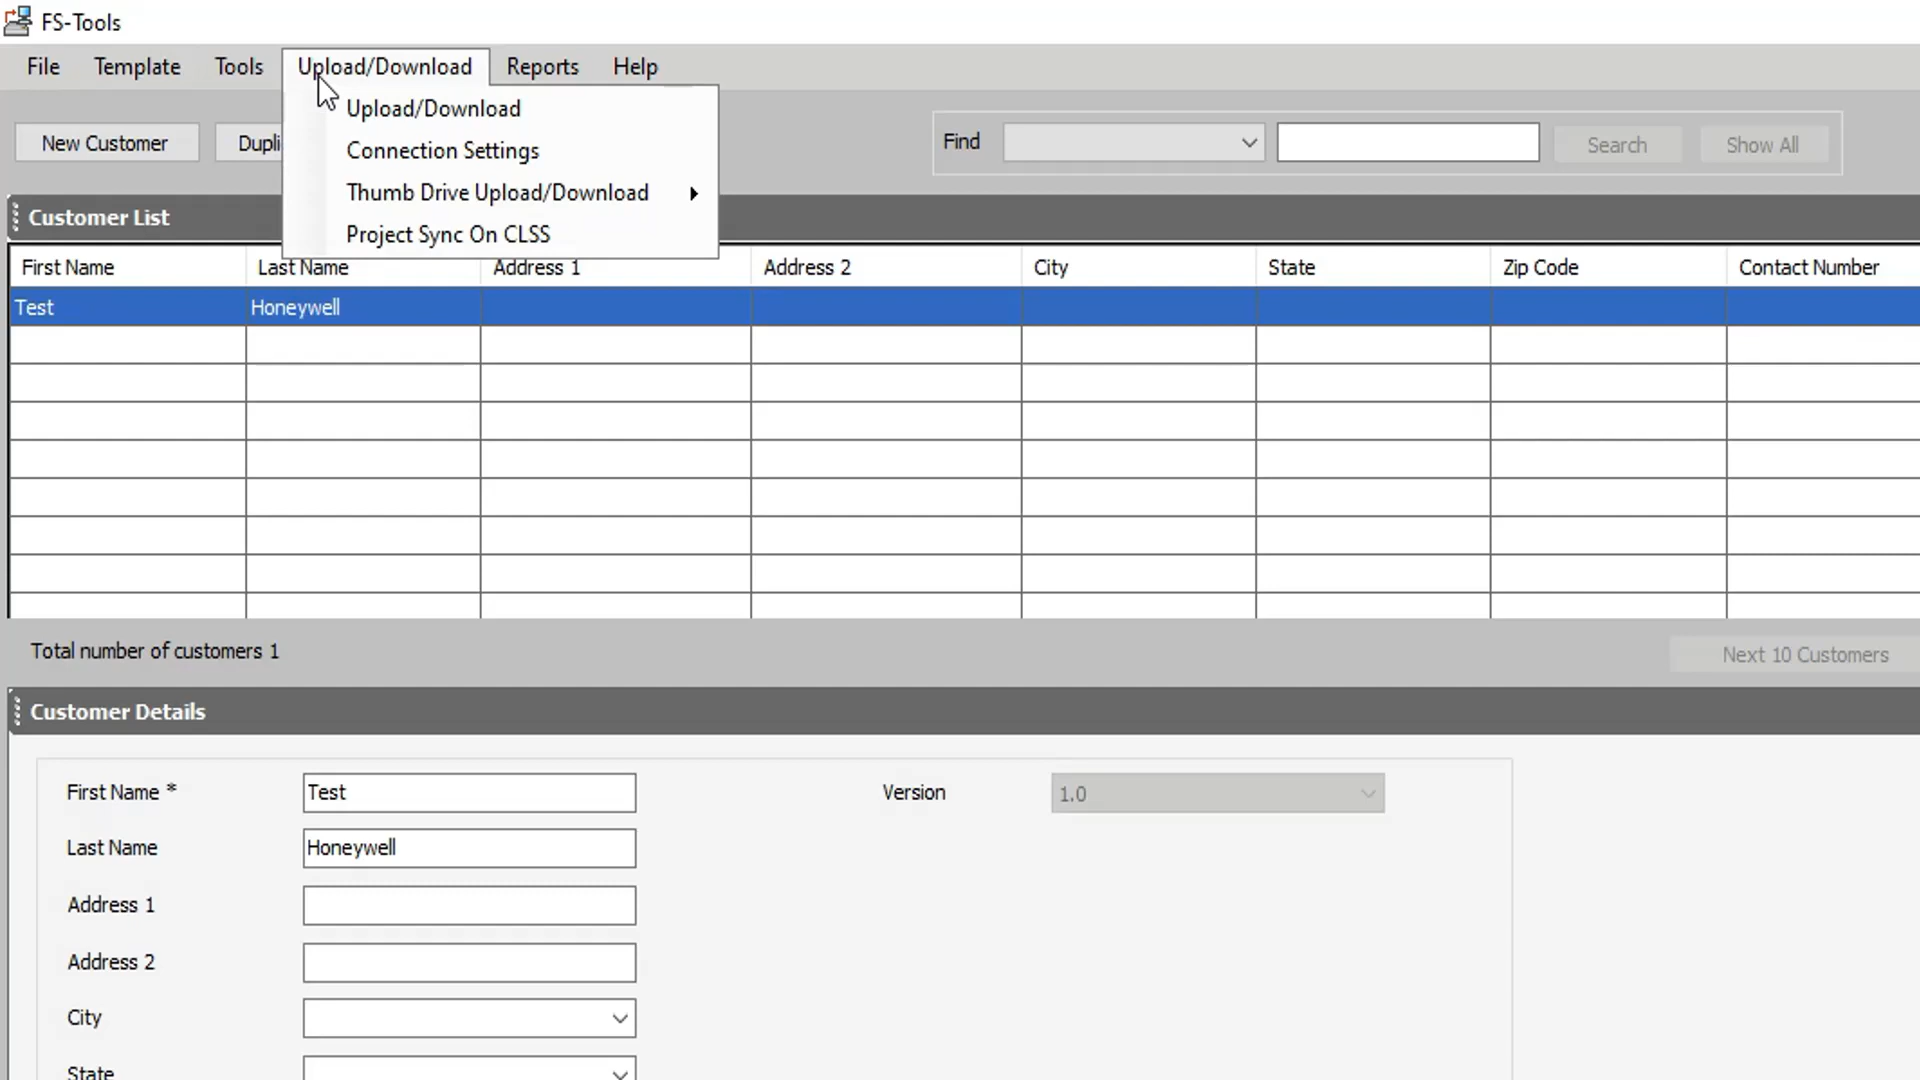 FS-Tools
File Template Tools Upload/Download Reports Help
Upload/Download
Connection Settings
Thumb Drive Upload/Download
Project Sync On CLSS
New Customer Dupli
Find Search Show All
Customer List
First Name Last Name Address 1 Address 2 City State Zip Code Contact Number
Test Honeywell
Total number of customers 1
Next 10 Customers
Customer Details
First Name * Test Version 1.0
Last Name Honeywell
Address 1
Address 2
City
State